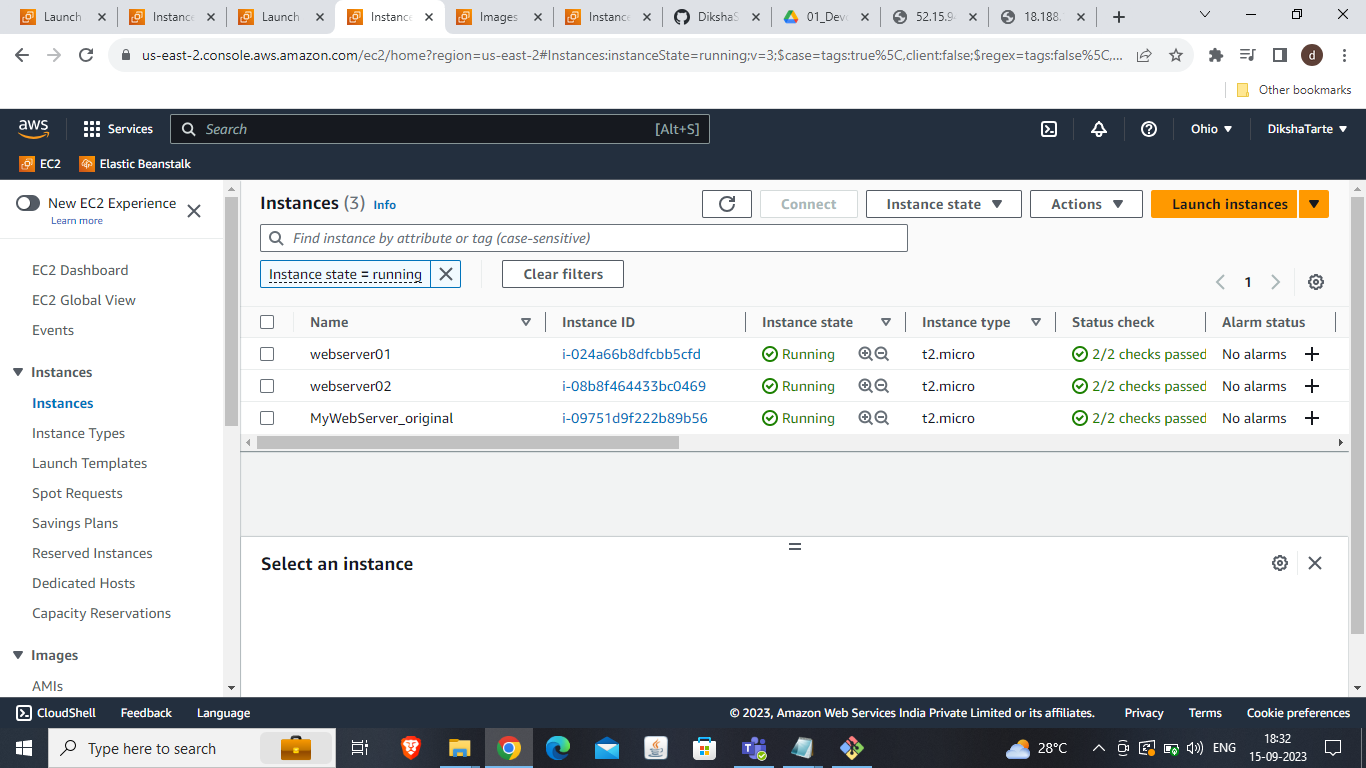 Launch
Instance
Launch
Instance
Images
Instance
DikshaS
01_Dev
52.15.9
18.188.
us-east-2.console.aws.amazon.com/ec2/home?region=us-east-2#Instances:instanceState=running;v=3;$case=tags:true%5C,client:false;$regex=tags:false%5C,...
d
Other bookmarks
aws
Services
Search
[Alt+S]
Ohio
DikshaTarte
EC2
Elastic Beanstalk
New EC2 Experience
Learn more
EC2 Dashboard
EC2 Global View
Events
Instances
Instances
Instance Types
Launch Templates
Spot Requests
Savings Plans
Reserved Instances
Dedicated Hosts
Capacity Reservations
Images
AMIs
Instances (3) Info
Connect
Instance state
Actions
Launch instances
Find instance by attribute or tag (case-sensitive)
Instance state = running
Clear filters
1
Name Instance ID Instance state Instance type Status check Alarm status
webserver01 i-024a66b8dfcbb5cfd Running t2.micro 2/2 checks passed No alarms
webserver02 i-08b8f464433bc0469 Running t2.micro 2/2 checks passed No alarms
MyWebServer_original i-09751d9f222b89b56 Running t2.micro 2/2 checks passed No alarms
Select an instance
CloudShell Feedback Language
© 2023, Amazon Web Services India Private Limited or its affiliates. Privacy Terms Cookie preferences
Type here to search
28°C
ENG
18:32
15-09-2023